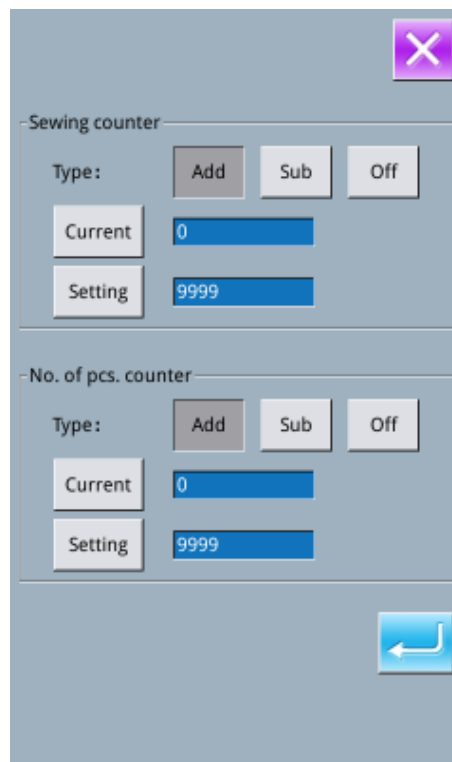 Sewing counter
Type: Add Sub Off
Current 0
Setting 9999
No. of pcs. counter
Type: Add Sub Off
Current 0
Setting 9999